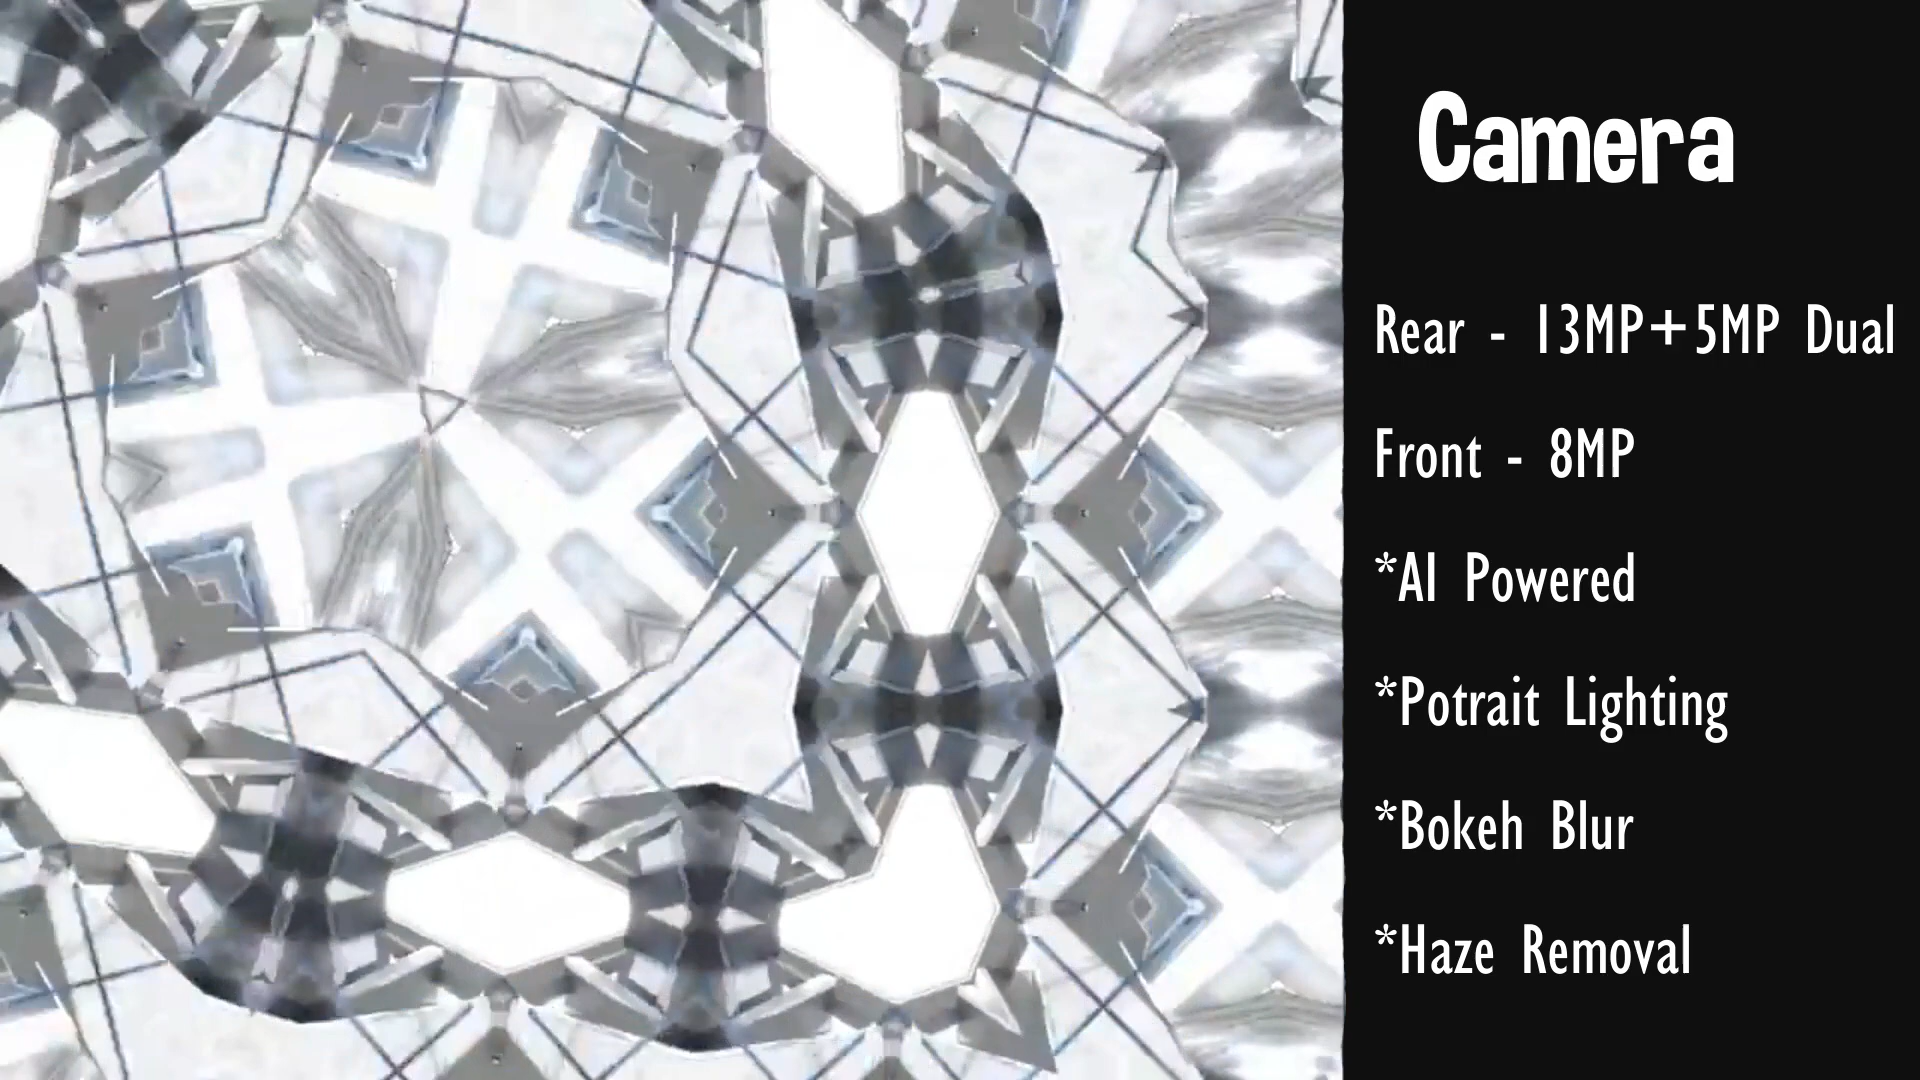 Camera
Rear - 13MP+5MP Dual
Front - 8MP
*AI Powered
*Potrait Lighting
*Bokeh Blur
*Haze Removal